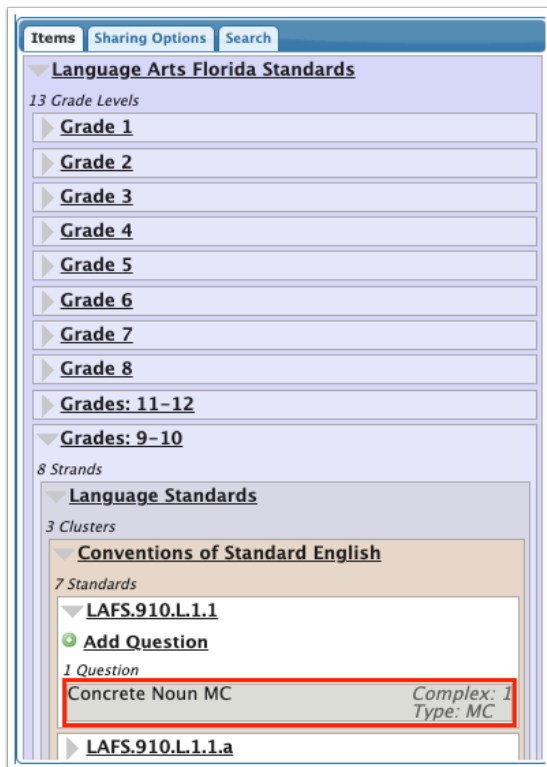 Items Sharing Options Search
Language Arts Florida Standards
13 Grade Levels
Grade 1
Grade 2
Grade 3
Grade 4
Grade 5
Grade 6
Grade 7
Grade 8
Grades: 11-12
Grades: 9-10
8 Strands
Language Standards
3 Clusters
Conventions of Standard English
7 Standards
LAFS.910.L.1.1
Add Question
1 Question
Concrete Noun MC Complex: 1
Type: MC
LAFS.910.L.1.1.a